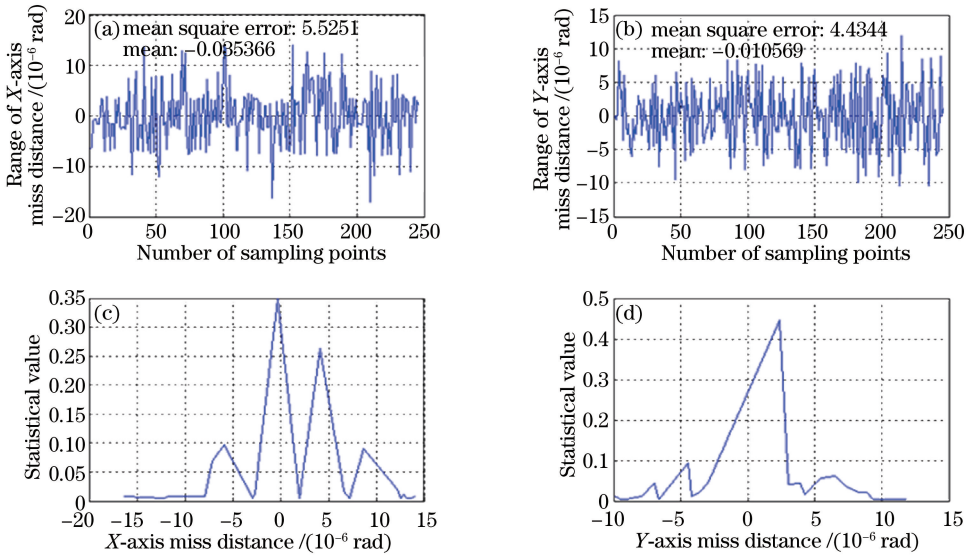 (a) mean square error: 5.5251
mean: −0.035366
Range of X-axis
miss distance /(10⁻⁶ rad)
20
10
0
−10
−20
0 50 100 150 200 250
Number of sampling points
(b) mean square error: 4.4344
mean: −0.010569
Range of Y-axis
miss distance /(10⁻⁶ rad)
15
10
5
0
−5
−10
−15
0 50 100 150 200 250
Number of sampling points
(c)
Statistical value
0.35
0.30
0.25
0.20
0.15
0.10
0.05
0
−20 −15 −10 −5 0 5 10 15
X-axis miss distance /(10⁻⁶ rad)
(d)
Statistical value
0.5
0.4
0.3
0.2
0.1
0
−10 −5 0 5 10 15
Y-axis miss distance /(10⁻⁶ rad)